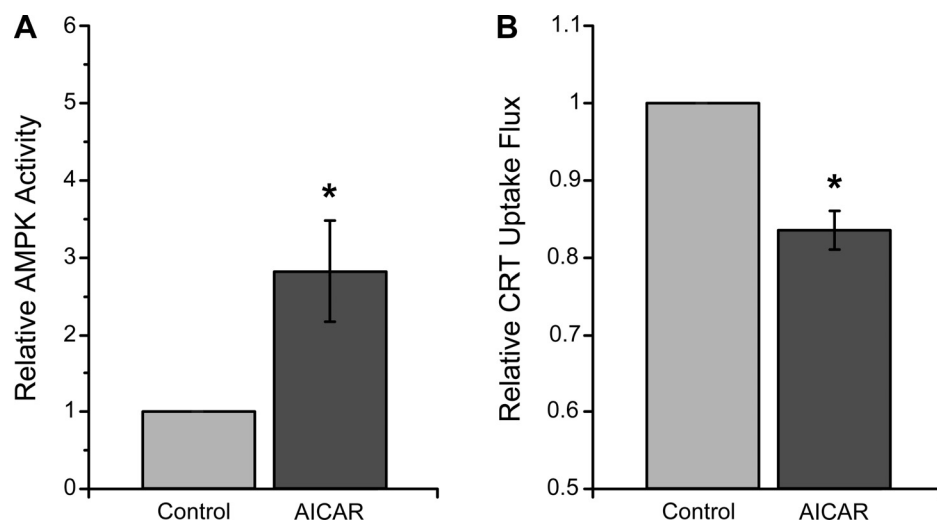 A
Relative AMPK Activity
6
5
4
3
2
1
0
*
Control
AICAR
B
Relative CRT Uptake Flux
1.1
1
0.9
0.8
0.7
0.6
0.5
*
Control
AICAR